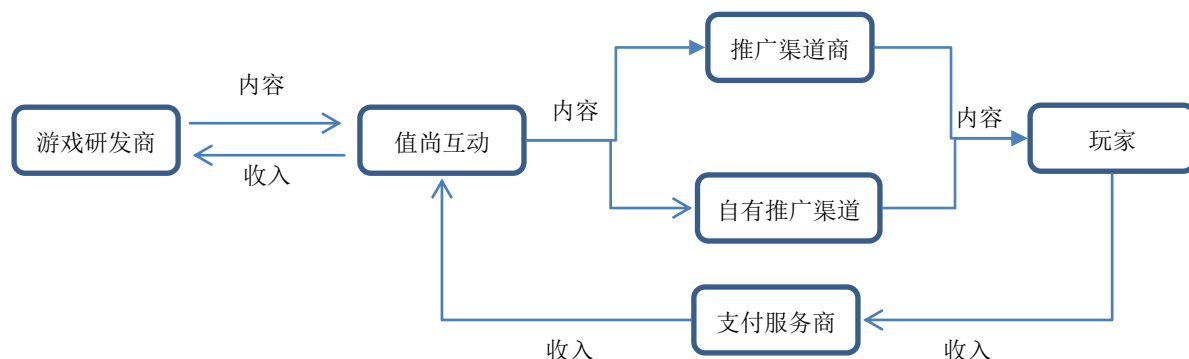 推广渠道商
内容
内容
内容
游戏研发商
值尚互动
玩家
收入
自有推广渠道
支付服务商
收入
收入